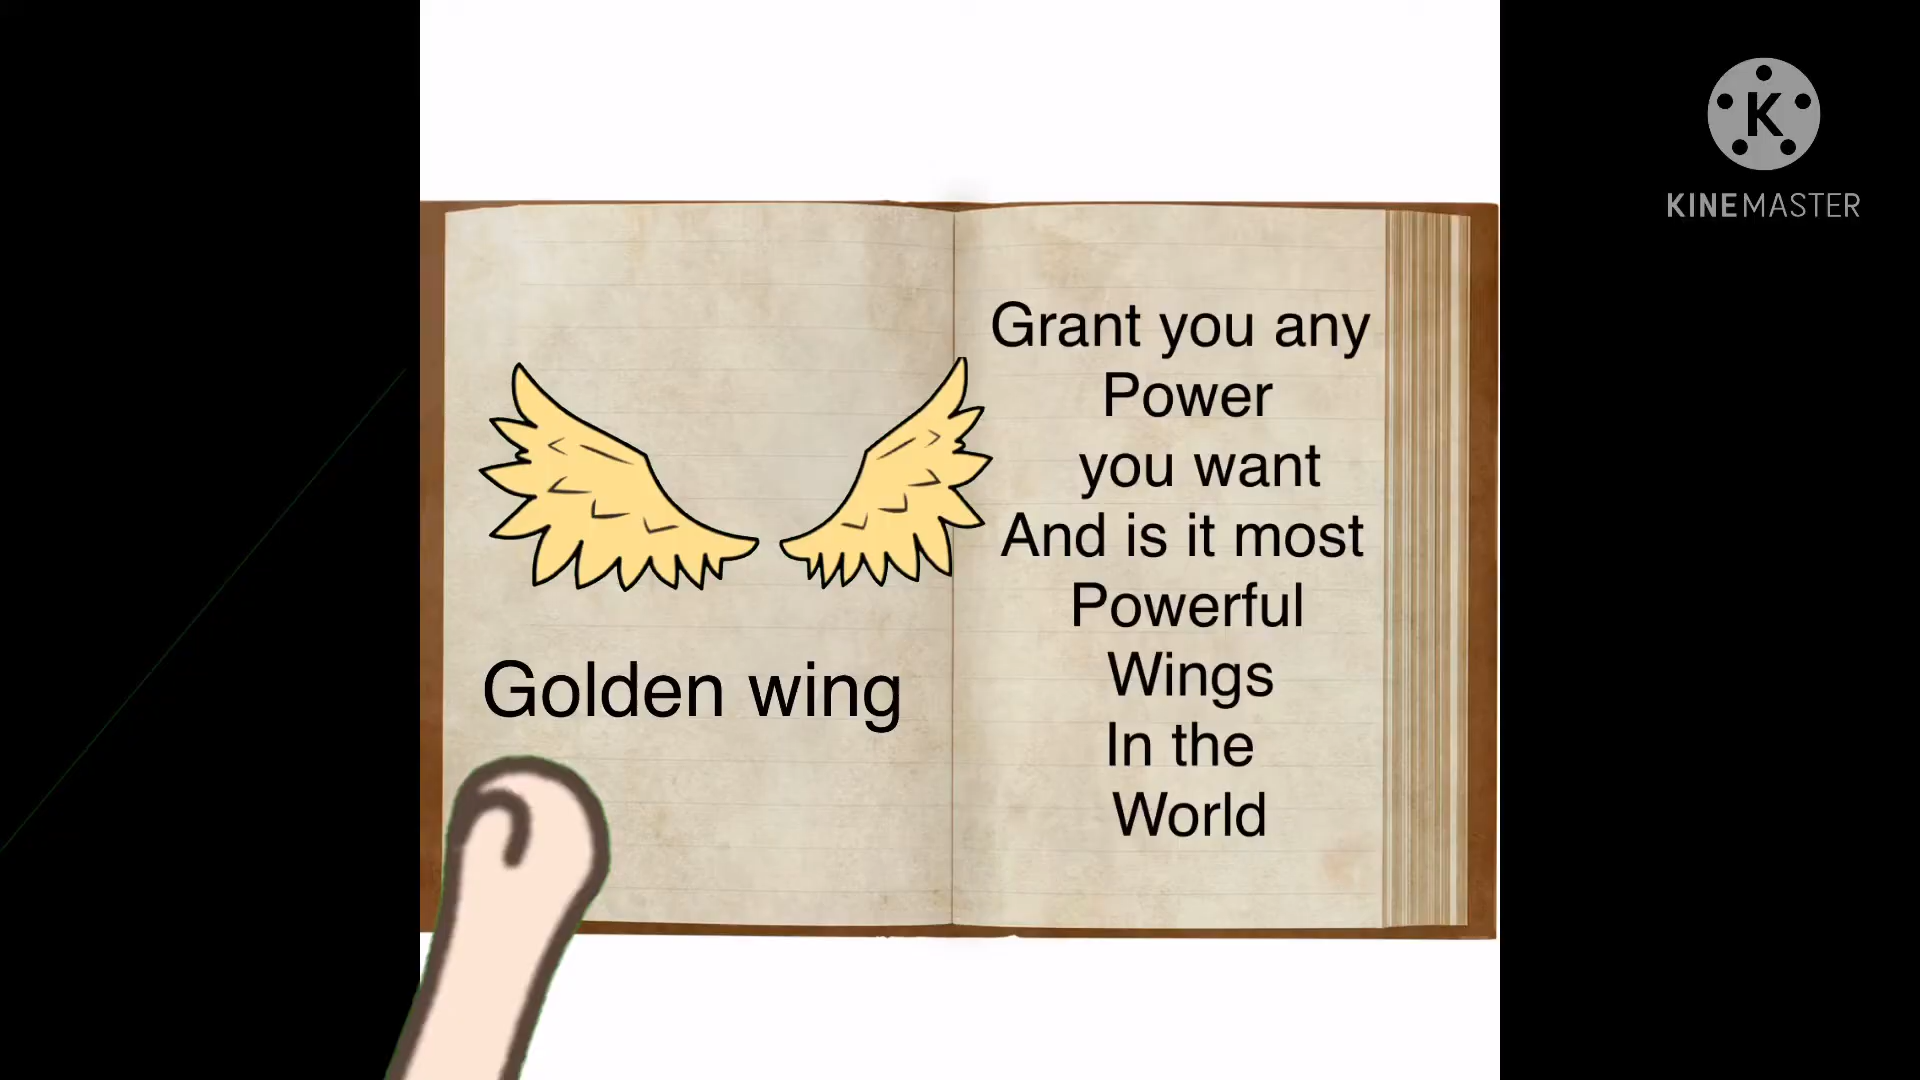 K
KINEMASTER
Grant you any
Power
you want
And is it most
Powerful
Wings
In the
World
Golden wing